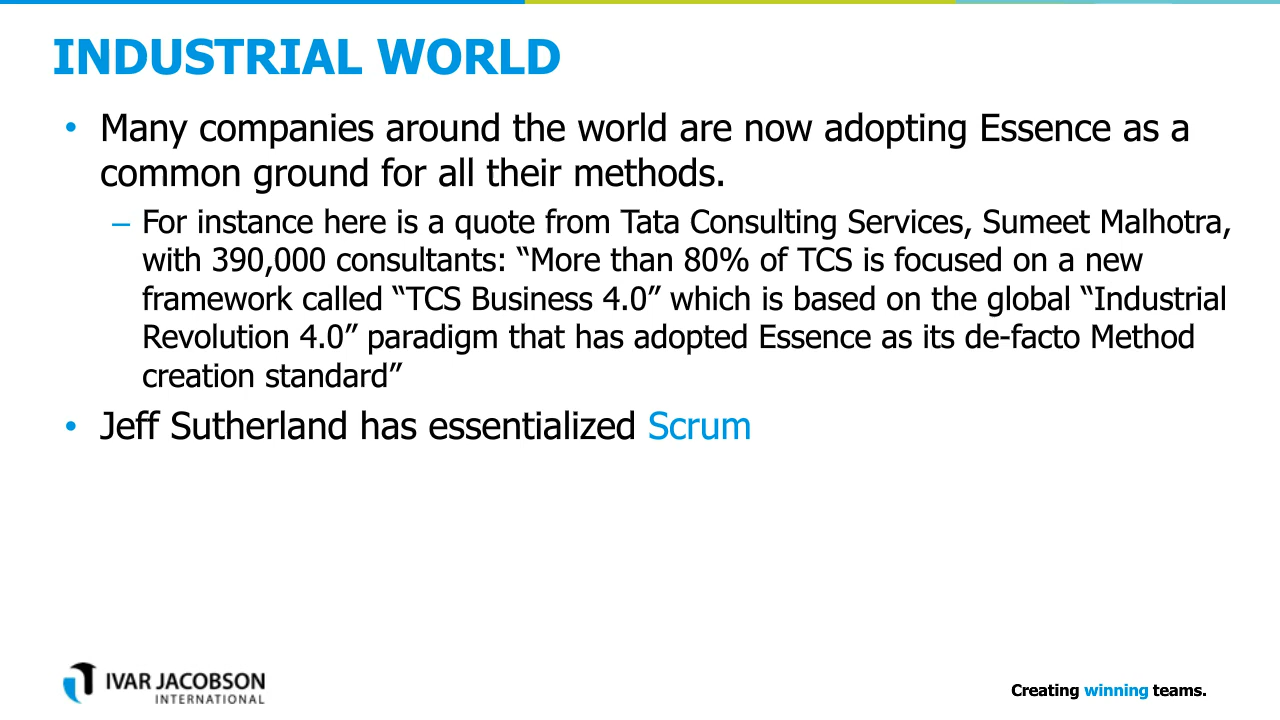 INDUSTRIAL WORLD
• Many companies around the world are now adopting Essence as a
common ground for all their methods.
– For instance here is a quote from Tata Consulting Services, Sumeet Malhotra,
with 390,000 consultants: “More than 80% of TCS is focused on a new
framework called “TCS Business 4.0” which is based on the global “Industrial
Revolution 4.0” paradigm that has adopted Essence as its de-facto Method
creation standard”
• Jeff Sutherland has essentialized Scrum
IVAR JACOBSON
INTERNATIONAL
Creating winning teams.